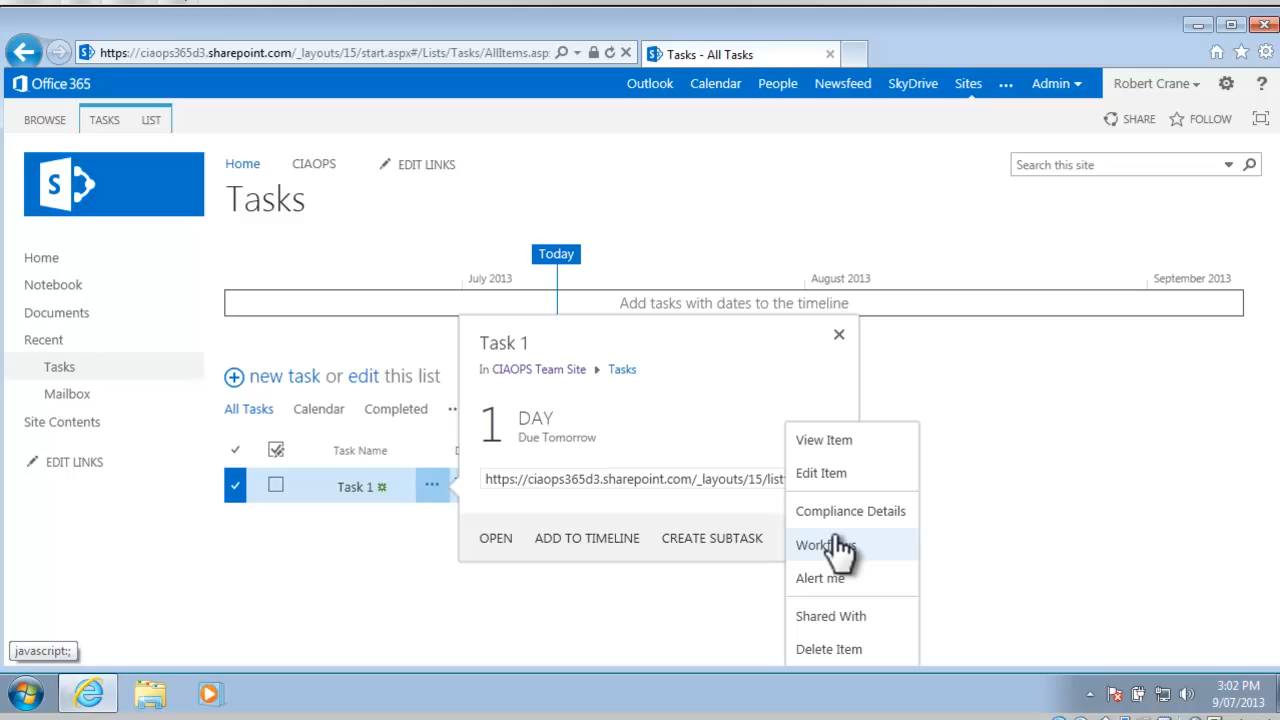 https://ciaops365d3.sharepoint.com/_layouts/15/start.aspx#/Lists/Tasks/AllItems.asp
Tasks - All Tasks
Office 365
Outlook Calendar People Newsfeed SkyDrive Sites ... Admin Robert Crane ?
BROWSE TASKS LIST SHARE FOLLOW
S
Home CIAOPS EDIT LINKS
Search this site
Tasks
Home
Notebook
Documents
Recent
Tasks
Mailbox
Site Contents
EDIT LINKS
Today
July 2013 August 2013 September 2013
Add tasks with dates to the timeline
new task or edit this list
All Tasks Calendar Completed
Task Name
Task 1
Task 1
In CIAOPS Team Site Tasks
1 DAY
Due Tomorrow
https://ciaops365d3.sharepoint.com/_layouts/15/list
OPEN ADD TO TIMELINE CREATE SUBTASK
View Item
Edit Item
Compliance Details
Workflows
Alert me
Shared With
Delete Item
javascript:;
3:02 PM
9/07/2013